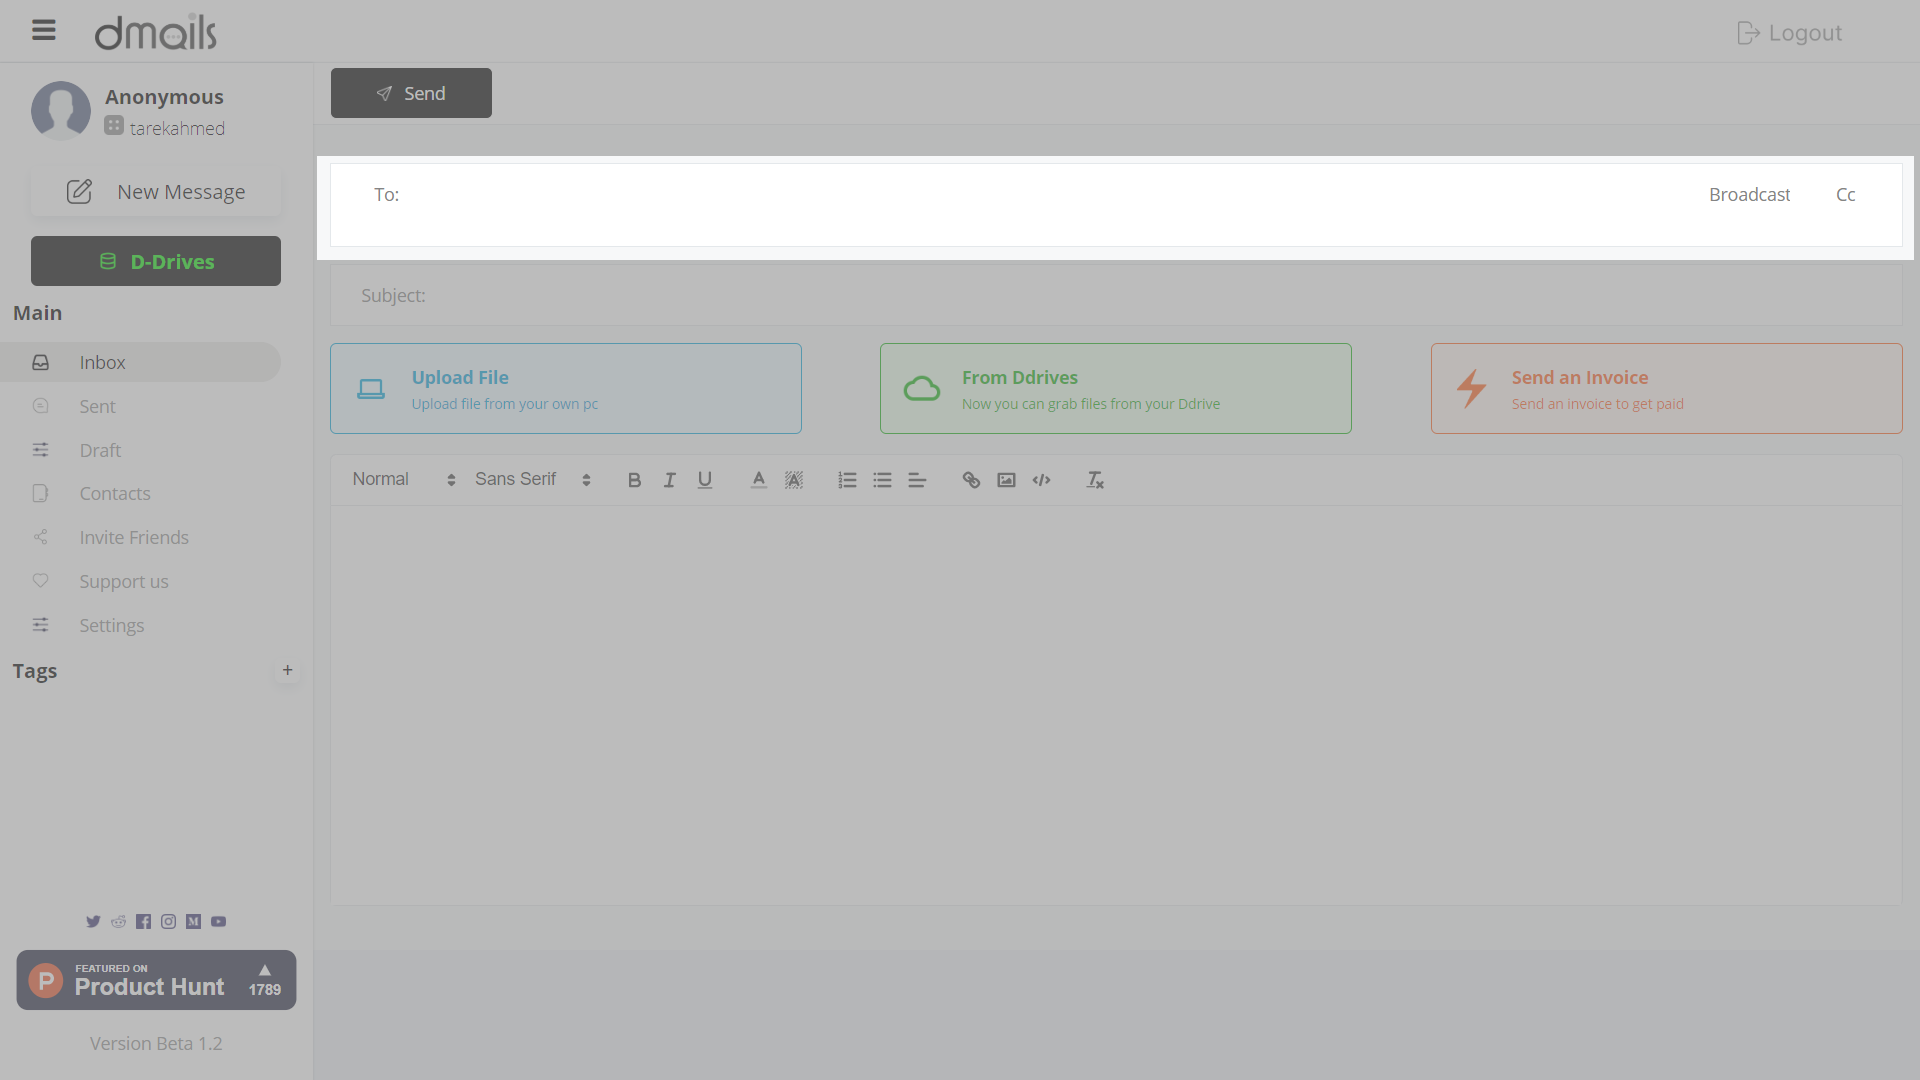 dmails
Logout
Anonymous
tarekahmed
Send
To:
Broadcast
Cc
New Message
D-Drives
Subject:
Main
Inbox
Sent
Draft
Contacts
Invite Friends
Support us
Settings
Tags
+
Upload File
Upload file from your own pc
From Ddrives
Now you can grab files from your Ddrive
Send an Invoice
Send an invoice to get paid
Normal
Sans Serif
B I U A A
FEATURED ON
Product Hunt
1789
Version Beta 1.2